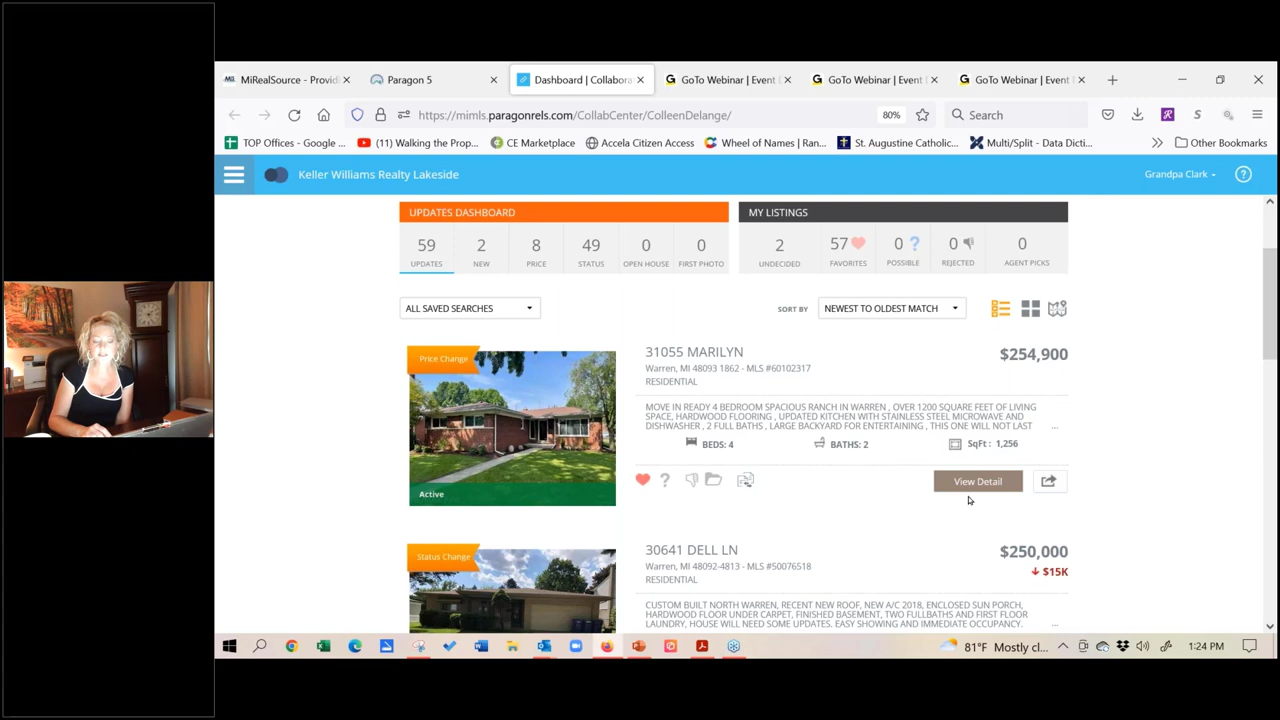 MiRealSource - Providi
Paragon 5
Dashboard | Collabora
GoTo Webinar | Event
GoTo Webinar | Event
GoTo Webinar | Event
https://mimls.paragonrels.com/CollabCenter/ColleenDelange/
80%
Search
TOP Offices - Google ...
(11) Walking the Prop...
CE Marketplace
Accela Citizen Access
Wheel of Names | Ran...
St. Augustine Catholic...
Multi/Split - Data Dicti...
Other Bookmarks
Keller Williams Realty Lakeside
Grandpa Clark
UPDATES DASHBOARD
MY LISTINGS
59 2 8 49 0 0
UPDATES NEW PRICE STATUS OPEN HOUSE FIRST PHOTO
2 57 0 0 0
UNDECIDED FAVORITES POSSIBLE REJECTED AGENT PICKS
ALL SAVED SEARCHES
SORT BY NEWEST TO OLDEST MATCH
Price Change
Active
31055 MARILYN
$254,900
Warren, MI 48093 1862 - MLS #60102317
RESIDENTIAL
MOVE IN READY 4 BEDROOM SPACIOUS RANCH IN WARREN , OVER 1200 SQUARE FEET OF LIVING
SPACE, HARDWOOD FLOORING , UPDATED KITCHEN WITH STAINLESS STEEL MICROWAVE AND
DISHWASHER , 2 FULL BATHS , LARGE BACKYARD FOR ENTERTAINING , THIS ONE WILL NOT LAST ...
BEDS: 4 BATHS: 2 SqFt : 1,256
View Detail
Status Change
30641 DELL LN
$250,000
Warren, MI 48092-4813 - MLS #50076518
$15K
RESIDENTIAL
CUSTOM BUILT NORTH WARREN, RECENT NEW ROOF, NEW A/C 2018, ENCLOSED SUN PORCH,
HARDWOOD FLOOR UNDER CARPET, FINISHED BASEMENT, TWO FULLBATHS AND FIRST FLOOR
LAUNDRY, HOUSE WILL NEED SOME UPDATES. EASY SHOWING AND IMMEDIATE OCCUPANCY. ...
81°F Mostly cl...
1:24 PM